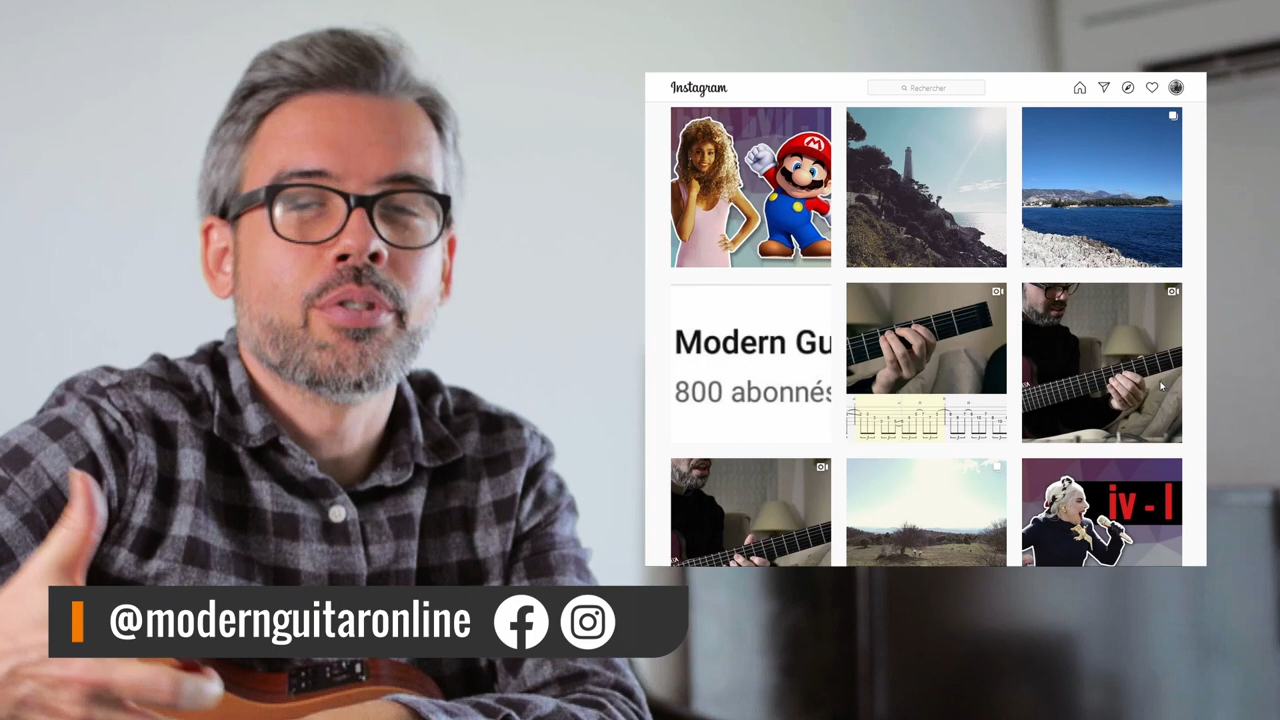 Instagram
Rechercher
M
Modern Gu
800 abonnés
iv - I
@modernguitaronline